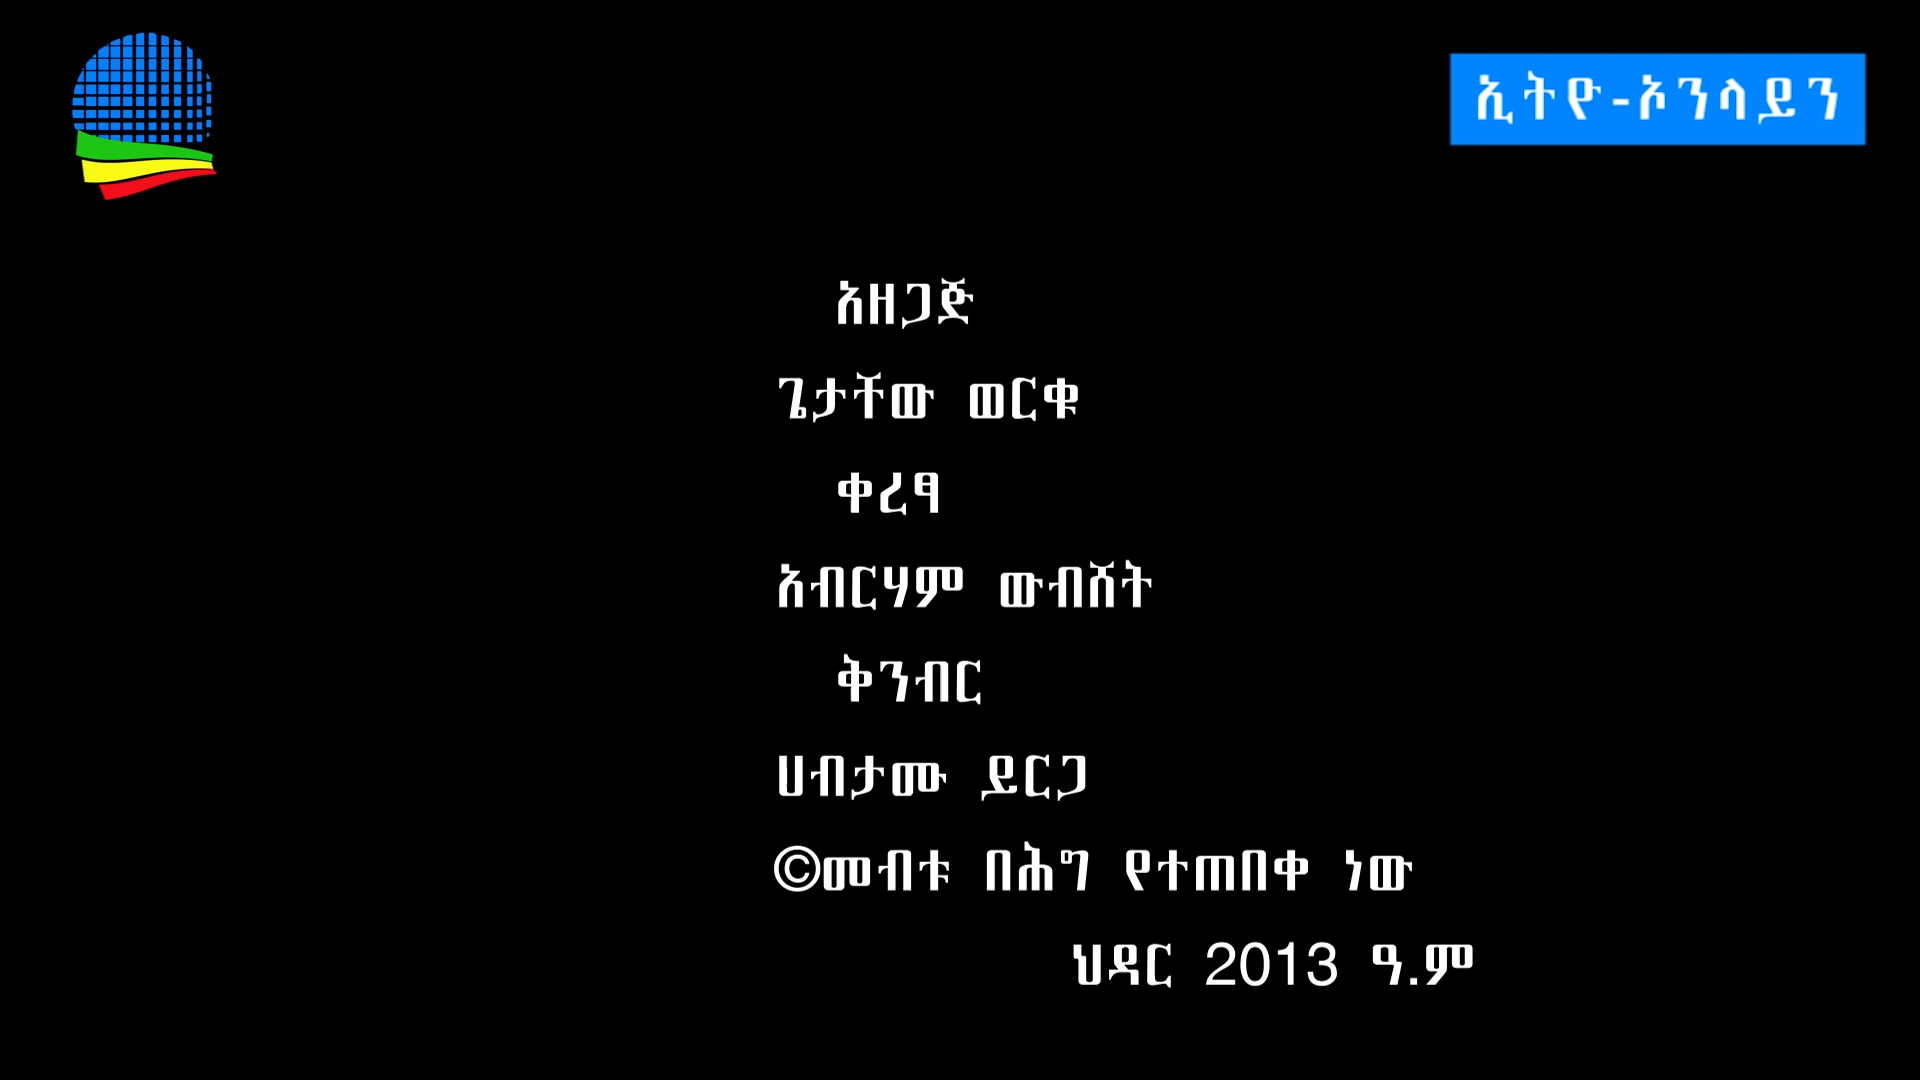 ኢትዮ-ኦንላይን
አዘጋጅ
ጌታቸው ወርቁ
ቀረፃ
አብርሃም ውብሸት
ቅንብር
ሀብታሙ ይርጋ
©መብቱ በሕግ የተጠበቀ ነው
ህዳር 2013 ዓ.ም